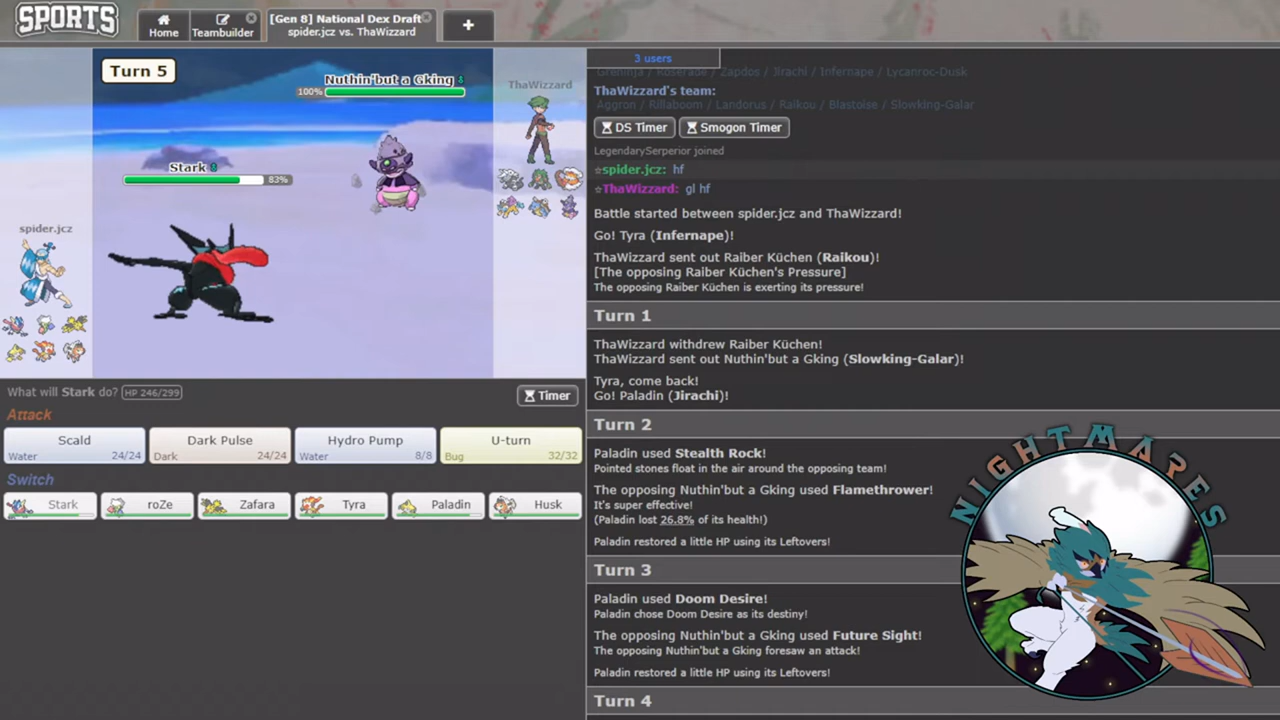 SPORTS
Home
Teambuilder
[Gen 8] National Dex Draft
spider.jcz vs. ThaWizzard
+
Turn 5
Nuthin'but a Gking
100%
Stark
83%
ThaWizzard
spider.jcz
What will Stark do? HP 246/299
Timer
Attack
Scald
Water 24/24
Dark Pulse
Dark 24/24
Hydro Pump
Water 8/8
U-turn
Bug 32/32
Switch
Stark
roZe
Zafara
Tyra
Paladin
Husk
3 users
Greninja / Roserade / Zapdos / Jirachi / Infernape / Lycanroc-Dusk
ThaWizzard's team:
Aggron / Rillaboom / Landorus / Raikou / Blastoise / Slowking-Galar
DS Timer
Smogon Timer
LegendarySerperior joined
☆spider.jcz: hf
☆ThaWizzard: gl hf
Battle started between spider.jcz and ThaWizzard!
Go! Tyra (Infernape)!
ThaWizzard sent out Raiber Küchen (Raikou)!
[The opposing Raiber Küchen's Pressure]
The opposing Raiber Küchen is exerting its pressure!
Turn 1
ThaWizzard withdrew Raiber Küchen!
ThaWizzard sent out Nuthin'but a Gking (Slowking-Galar)!
Tyra, come back!
Go! Paladin (Jirachi)!
Turn 2
Paladin used Stealth Rock!
Pointed stones float in the air around the opposing team!
The opposing Nuthin'but a Gking used Flamethrower!
It's super effective!
(Paladin lost 26.8% of its health!)
Paladin restored a little HP using its Leftovers!
Turn 3
Paladin used Doom Desire!
Paladin chose Doom Desire as its destiny!
The opposing Nuthin'but a Gking used Future Sight!
The opposing Nuthin'but a Gking foresaw an attack!
Paladin restored a little HP using its Leftovers!
Turn 4
NIGHTMARES